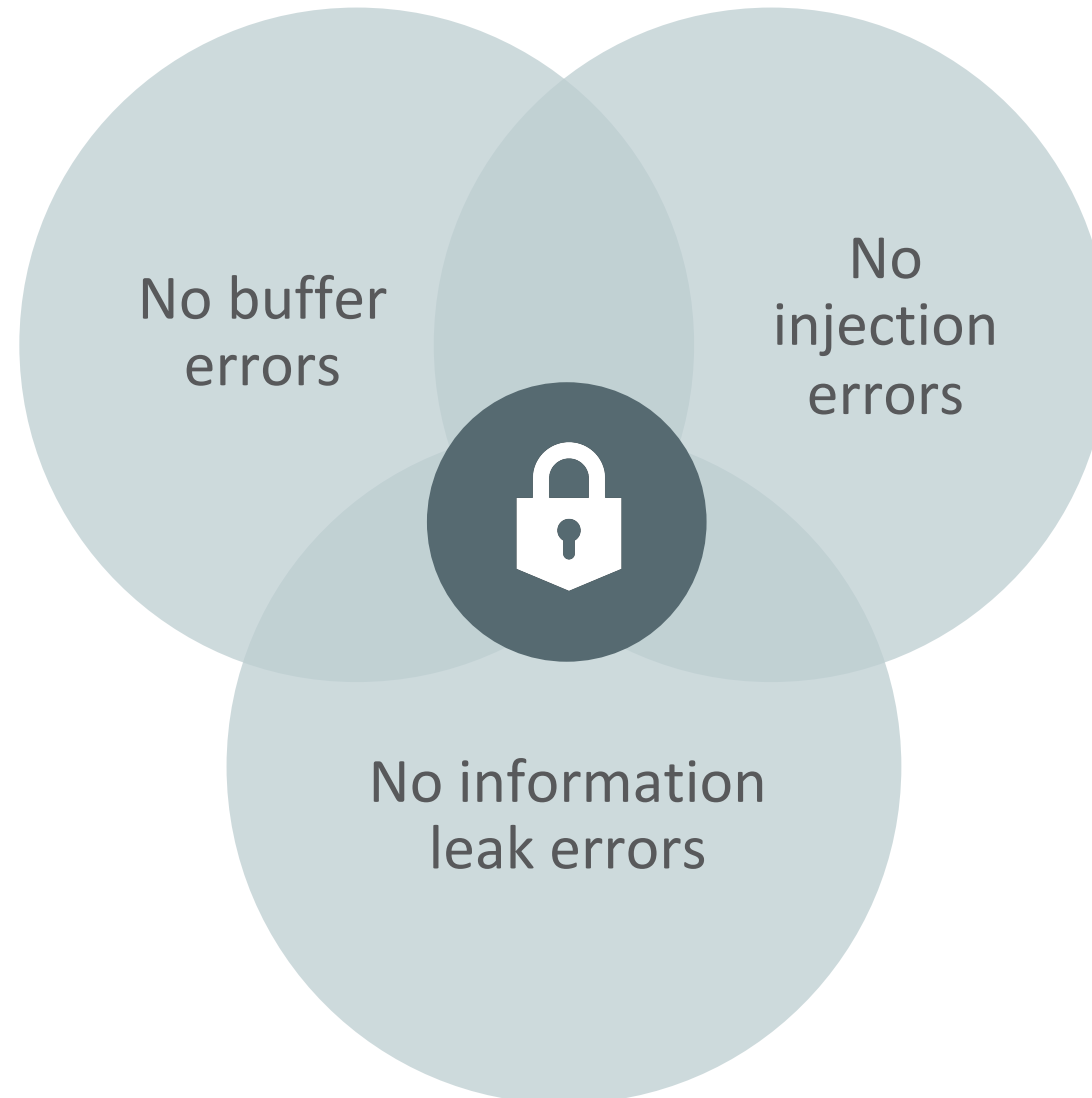 No buffer
errors
No
injection
errors
No information
leak errors